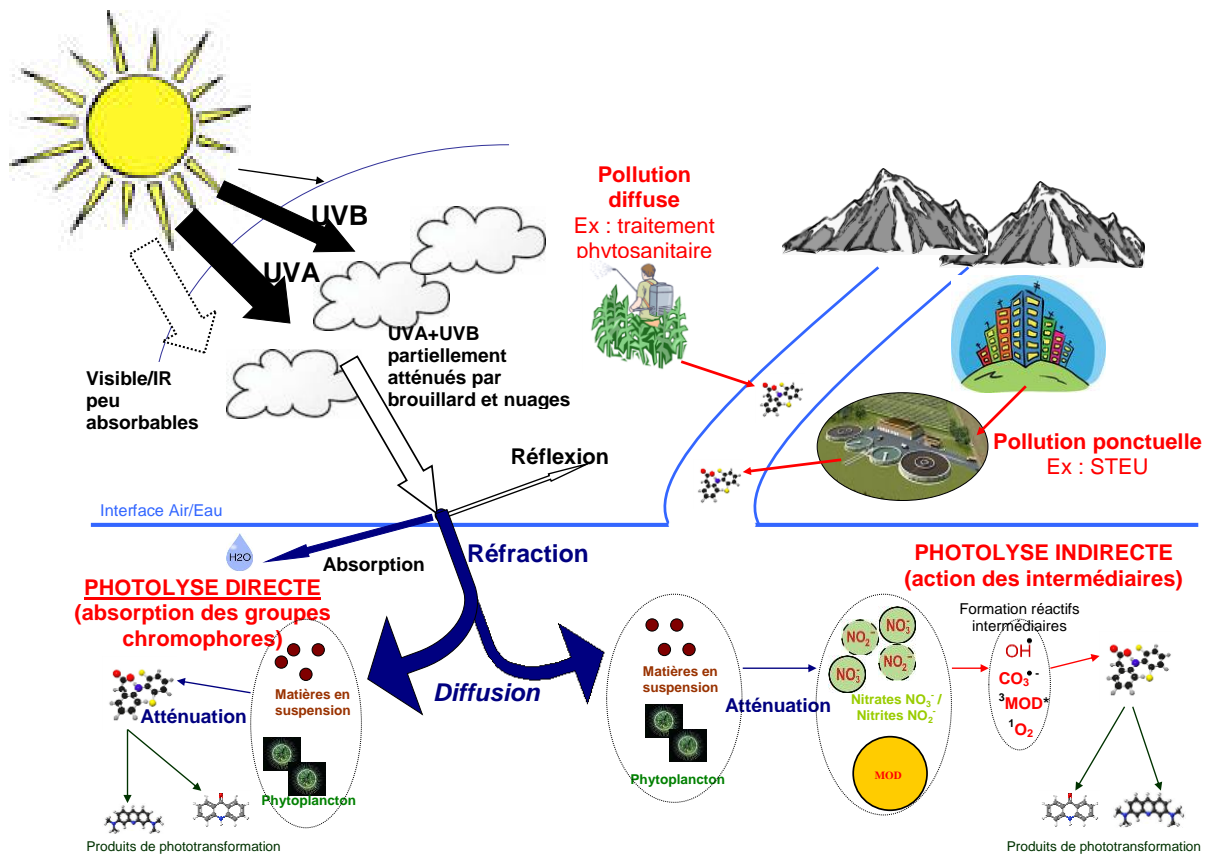 UVB
UVA
Visible/IR
peu
absorbables
UVA+UVB
partiellement
atténués par
brouillard et nuages
Pollution
diffuse
Ex : traitement
phytosanitaire
Pollution ponctuelle
Ex : STEU
Réflexion
Interface Air/Eau
H2O
Absorption
Réfraction
PHOTOLYSE DIRECTE
(absorption des groupes
chromophores)
Atténuation
Matières en
suspension
Phytoplancton
Produits de phototransformation
Diffusion
Matières en
suspension
Phytoplancton
Atténuation
PHOTOLYSE INDIRECTE
(action des intermédiaires)
NO₃⁻
NO₂⁻
NO₂⁻
NO₃⁻
Nitrates NO₃⁻ /
Nitrites NO₂⁻
MOD
Formation réactifs
intermédiaires
OH•
CO₃•⁻
³MOD*
¹O₂
Produits de phototransformation